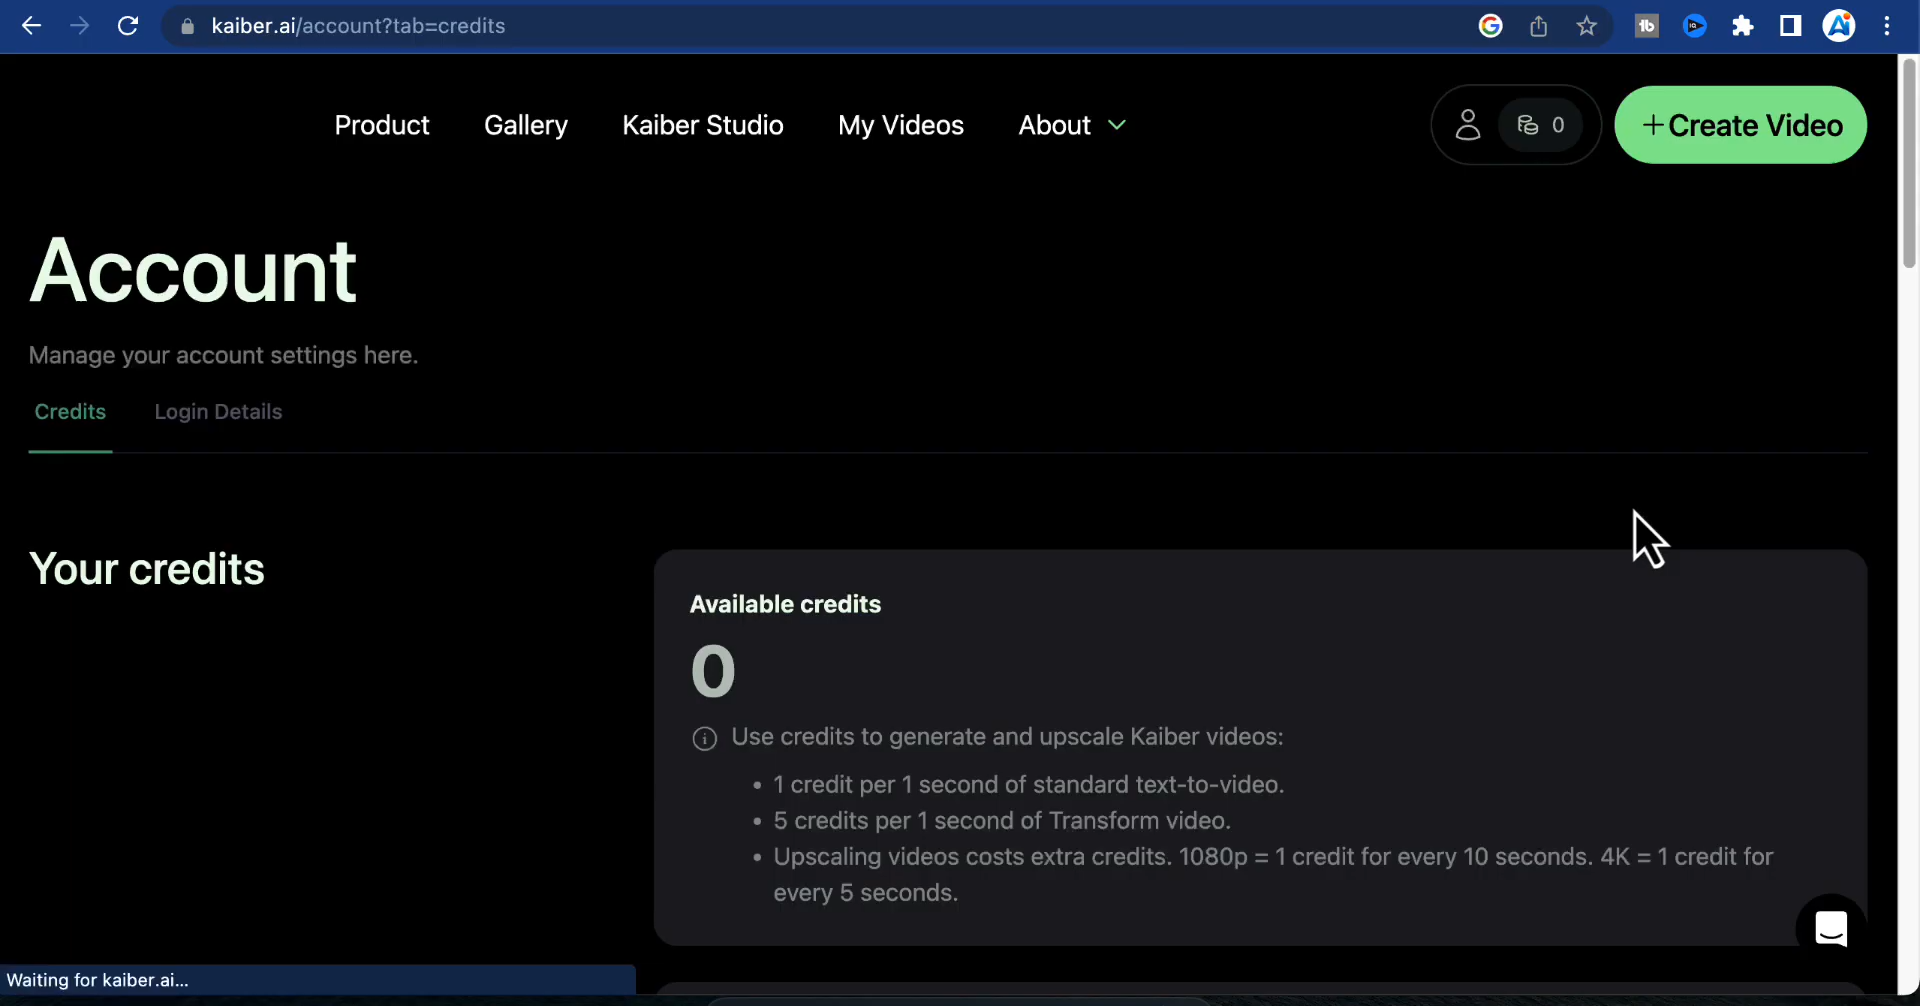 kaiber.ai/account?tab=credits
Product
Gallery
Kaiber Studio
My Videos
About
0
+Create Video
Account
Manage your account settings here.
Credits
Login Details
Your credits
Available credits
0
Use credits to generate and upscale Kaiber videos:
• 1 credit per 1 second of standard text-to-video.
• 5 credits per 1 second of Transform video.
• Upscaling videos costs extra credits. 1080p = 1 credit for every 10 seconds. 4K = 1 credit for
every 5 seconds.
Waiting for kaiber.ai...